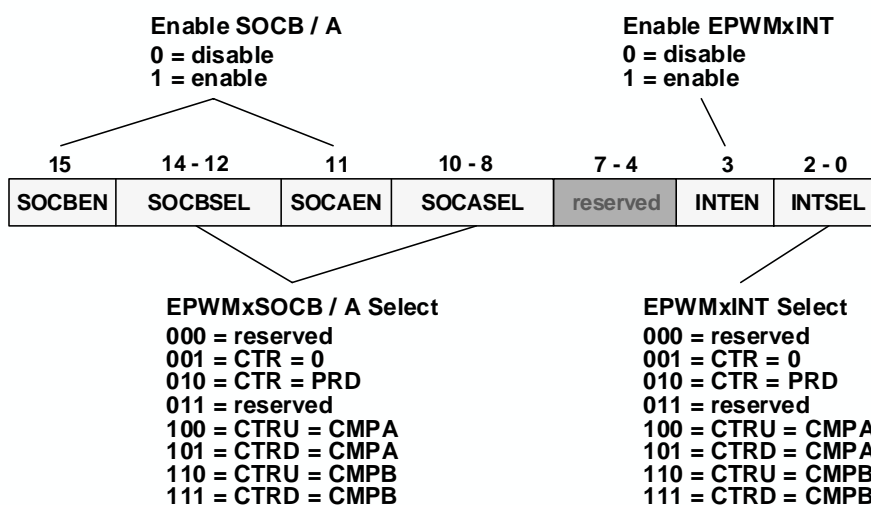 Enable SOCB / A
0 = disable
1 = enable
Enable EPWMxINT
0 = disable
1 = enable
15 14 - 12 11 10 - 8 7 - 4 3 2 - 0
SOCBEN SOCBSEL SOCAEN SOCASEL reserved INTEN INTSEL
EPWMxSOCB / A Select
000 = reserved
001 = CTR = 0
010 = CTR = PRD
011 = reserved
100 = CTRU = CMPA
101 = CTRD = CMPA
110 = CTRU = CMPB
111 = CTRD = CMPB
EPWMxINT Select
000 = reserved
001 = CTR = 0
010 = CTR = PRD
011 = reserved
100 = CTRU = CMPA
101 = CTRD = CMPA
110 = CTRU = CMPB
111 = CTRD = CMPB